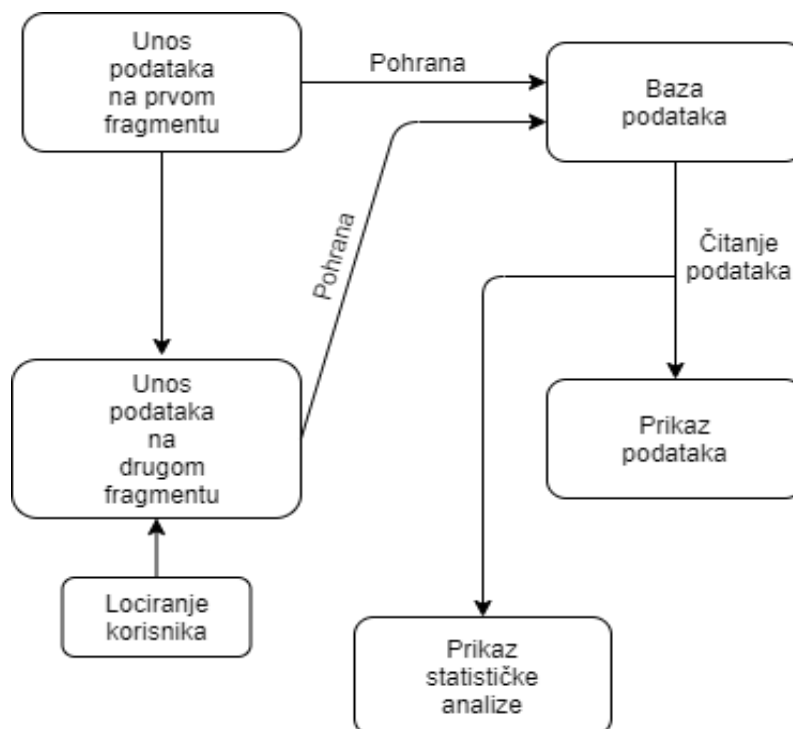 Unos
podataka
na prvom
fragmentu
Pohrana
Baza
podataka
Pohrana
Čitanje
podataka
Unos
podataka
na
drugom
fragmentu
Prikaz
podataka
Lociranje
korisnika
Prikaz
statističke
analize